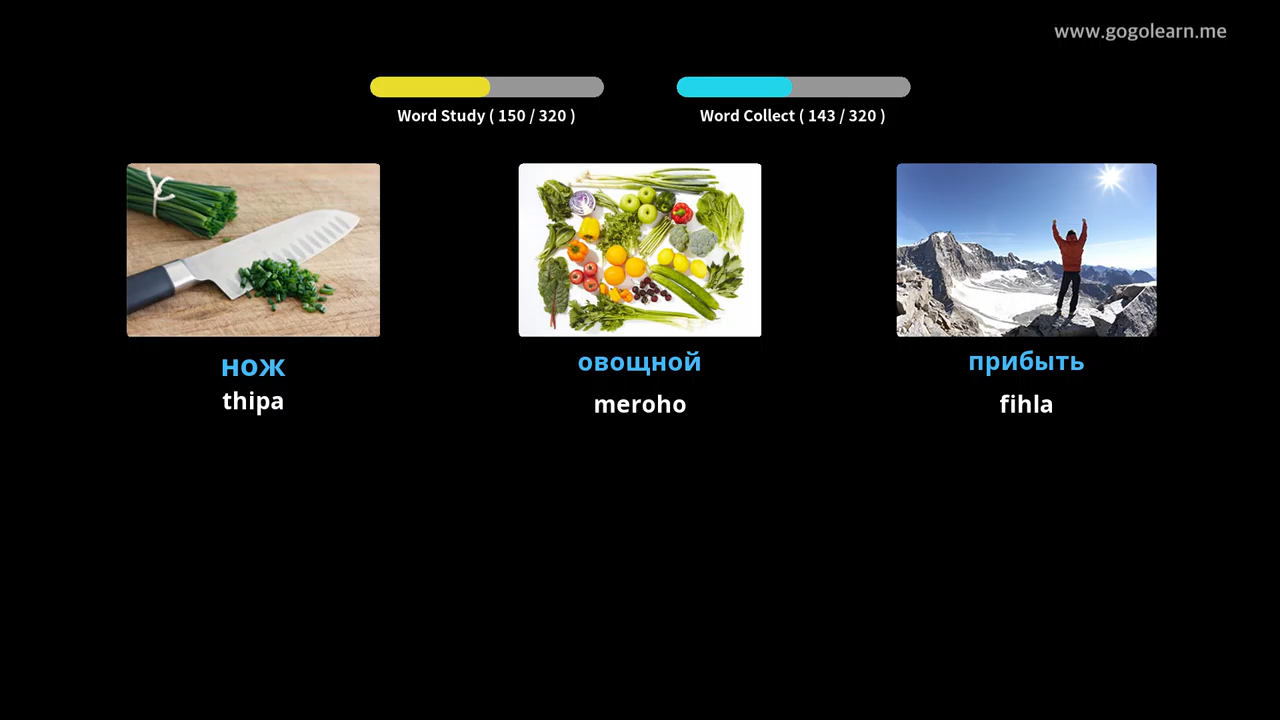 www.gogolearn.me
Word Study ( 150 / 320 )
Word Collect ( 143 / 320 )
нож
thipa
овощной
meroho
прибыть
fihla